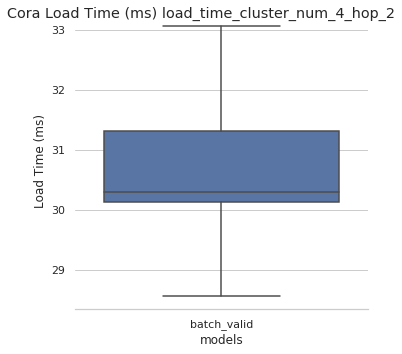 Cora Load Time (ms) load_time_cluster_num_4_hop_2
33
32
31
30
29
Load Time (ms)
batch_valid
models